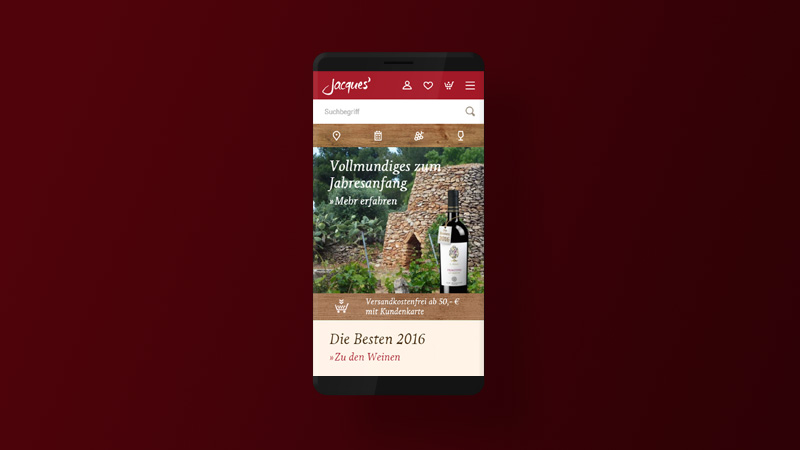 Jacques'
Suchbegriff
Vollmundiges zum
Jahresanfang
»Mehr erfahren
Versandkostenfrei ab 50,- €
mit Kundenkarte
Die Besten 2016
»Zu den Weinen